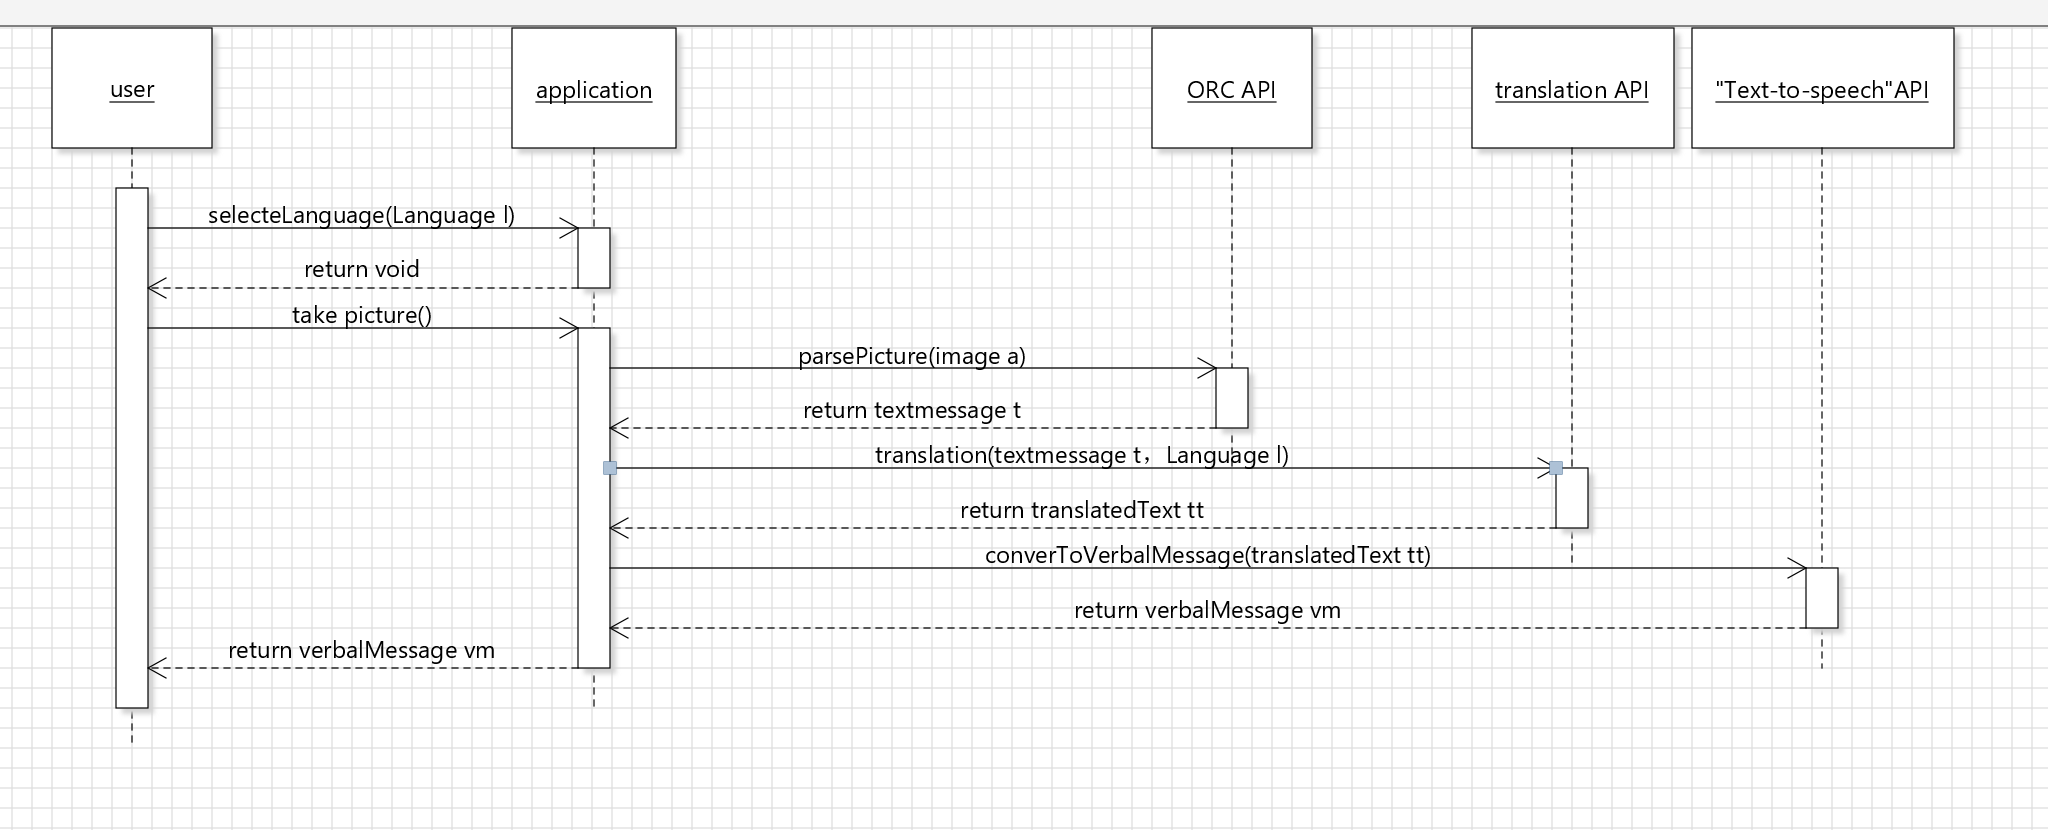 user
application
ORC API
translation API
"Text-to-speech"API
selecteLanguage(Language l)
return void
take picture()
parsePicture(image a)
return textmessage t
translation(textmessage t，Language l)
return translatedText tt
converToVerbalMessage(translatedText tt)
return verbalMessage vm
return verbalMessage vm